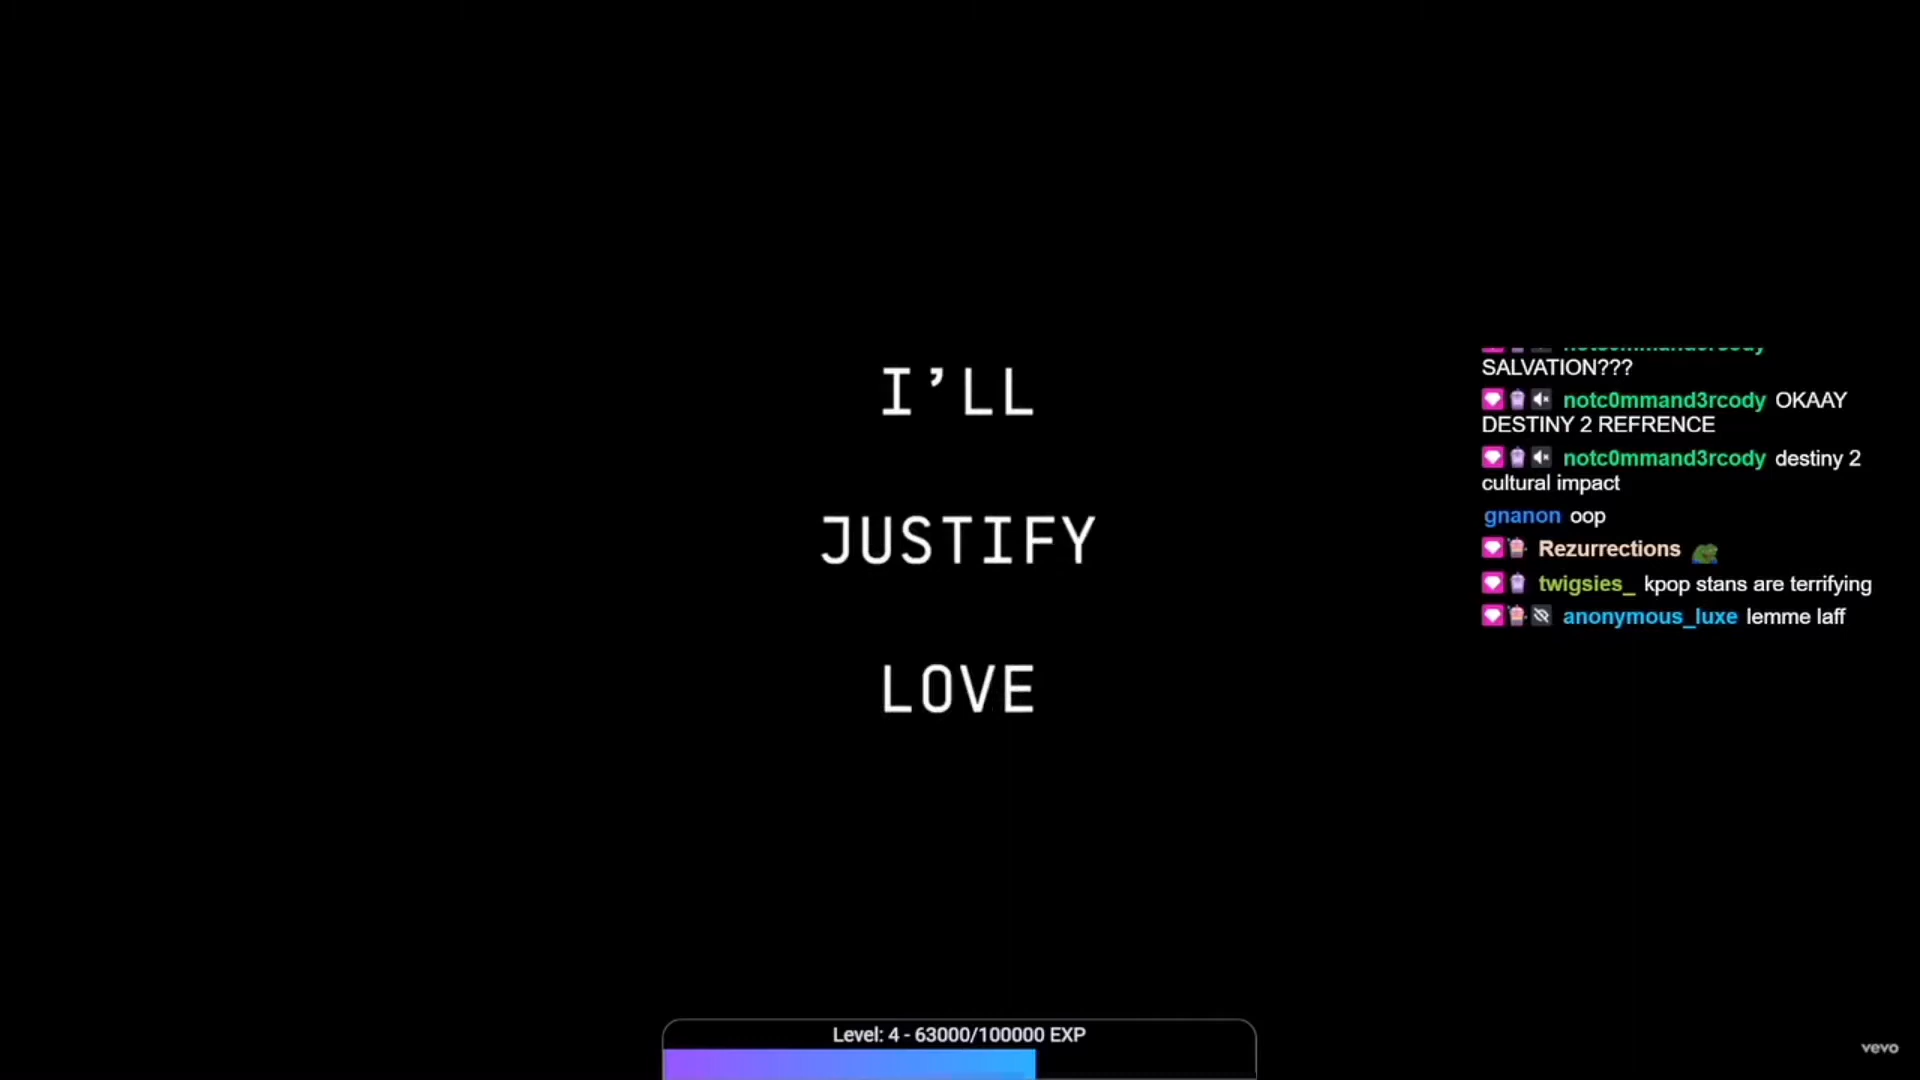 I'LL
JUSTIFY
LOVE
SALVATION???
notc0mmand3rcody OKAAY
DESTINY 2 REFRENCE
notc0mmand3rcody destiny 2
cultural impact
gnanon oop
Rezurrections
twigsies_ kpop stans are terrifying
anonymous_luxe lemme laff
Level: 4 - 63000/100000 EXP
vevo